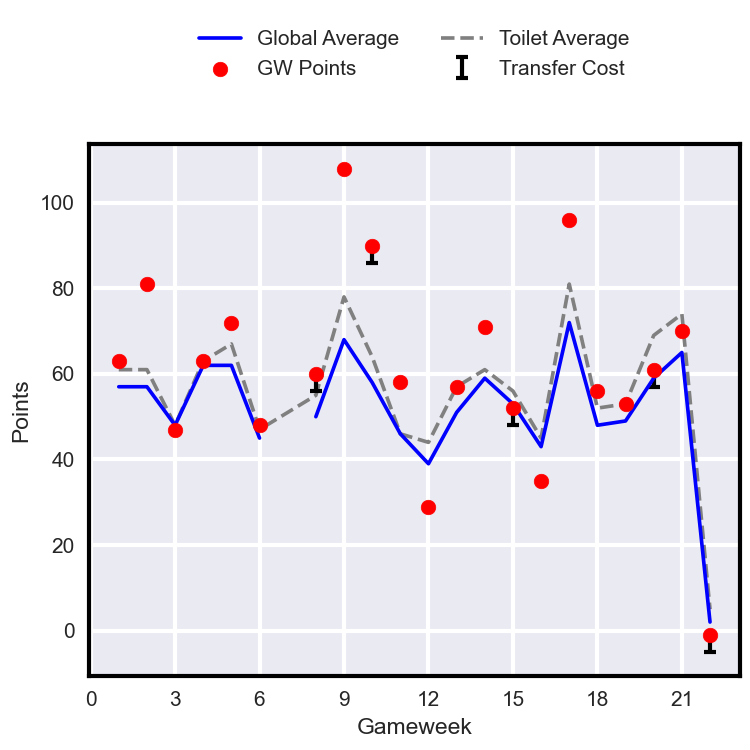 Global Average
GW Points
Toilet Average
Transfer Cost
Points
100
80
60
40
20
0
0 3 6 9 12 15 18 21
Gameweek